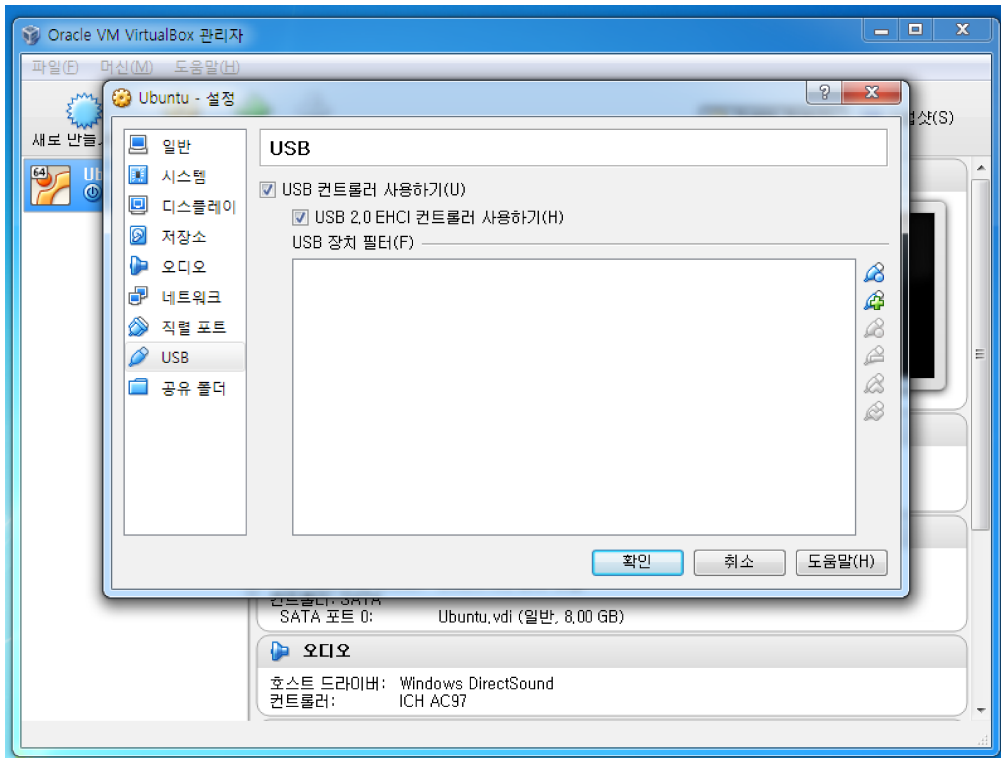 Oracle VM VirtualBox 관리자
파일(F) 머신(M) 도움말(H)
Ubuntu - 설정
새로 만들
냅샷(S)
64
Ub
일반
시스템
디스플레이
저장소
오디오
네트워크
직렬 포트
USB
공유 폴더
USB
USB 컨트롤러 사용하기(U)
USB 2.0 EHCI 컨트롤러 사용하기(H)
USB 장치 필터(F)
확인 취소 도움말(H)
컨트롤러: SATA
SATA 포트 0: Ubuntu.vdi (일반, 8.00 GB)
오디오
호스트 드라이버: Windows DirectSound
컨트롤러: ICH AC97